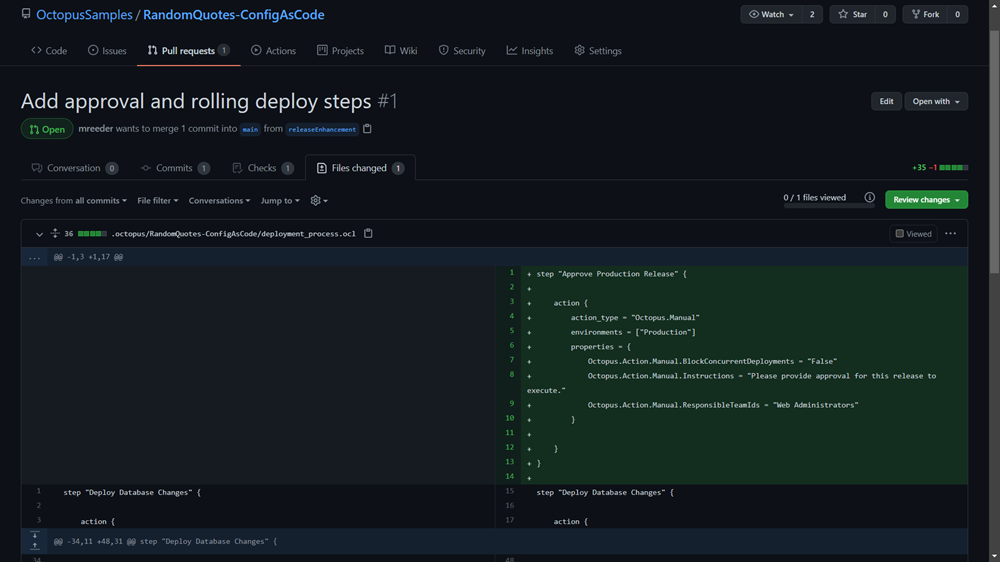 OctopusSamples / RandomQuotes-ConfigAsCode
Watch 2 Star 0 Fork 0
Code Issues Pull requests 1 Actions Projects Wiki Security Insights Settings
Add approval and rolling deploy steps #1
Edit Open with
Open mreeder wants to merge 1 commit into main from releaseEnhancement
Conversation 0 Commits 1 Checks 1 Files changed 1 +35 −1
Changes from all commits File filter Conversations Jump to 0 / 1 files viewed Review changes
36 .octopus/RandomQuotes-ConfigAsCode/deployment_process.ocl Viewed ...
... @@ -1,3 +1,17 @@
1 + step "Approve Production Release" {
2 +
3 + action {
4 + action_type = "Octopus.Manual"
5 + environments = ["Production"]
6 + properties = {
7 + Octopus.Action.Manual.BlockConcurrentDeployments = "False"
8 + Octopus.Action.Manual.Instructions = "Please provide approval for this release to
execute."
9 + Octopus.Action.Manual.ResponsibleTeamIds = "Web Administrators"
10 + }
11 +
12 + }
13 + }
14 +
1 step "Deploy Database Changes" { 15 step "Deploy Database Changes" {
2 16
3 action { 17 action {
@@ -34,11 +48,31 @@ step "Deploy Database Changes" {
34 48